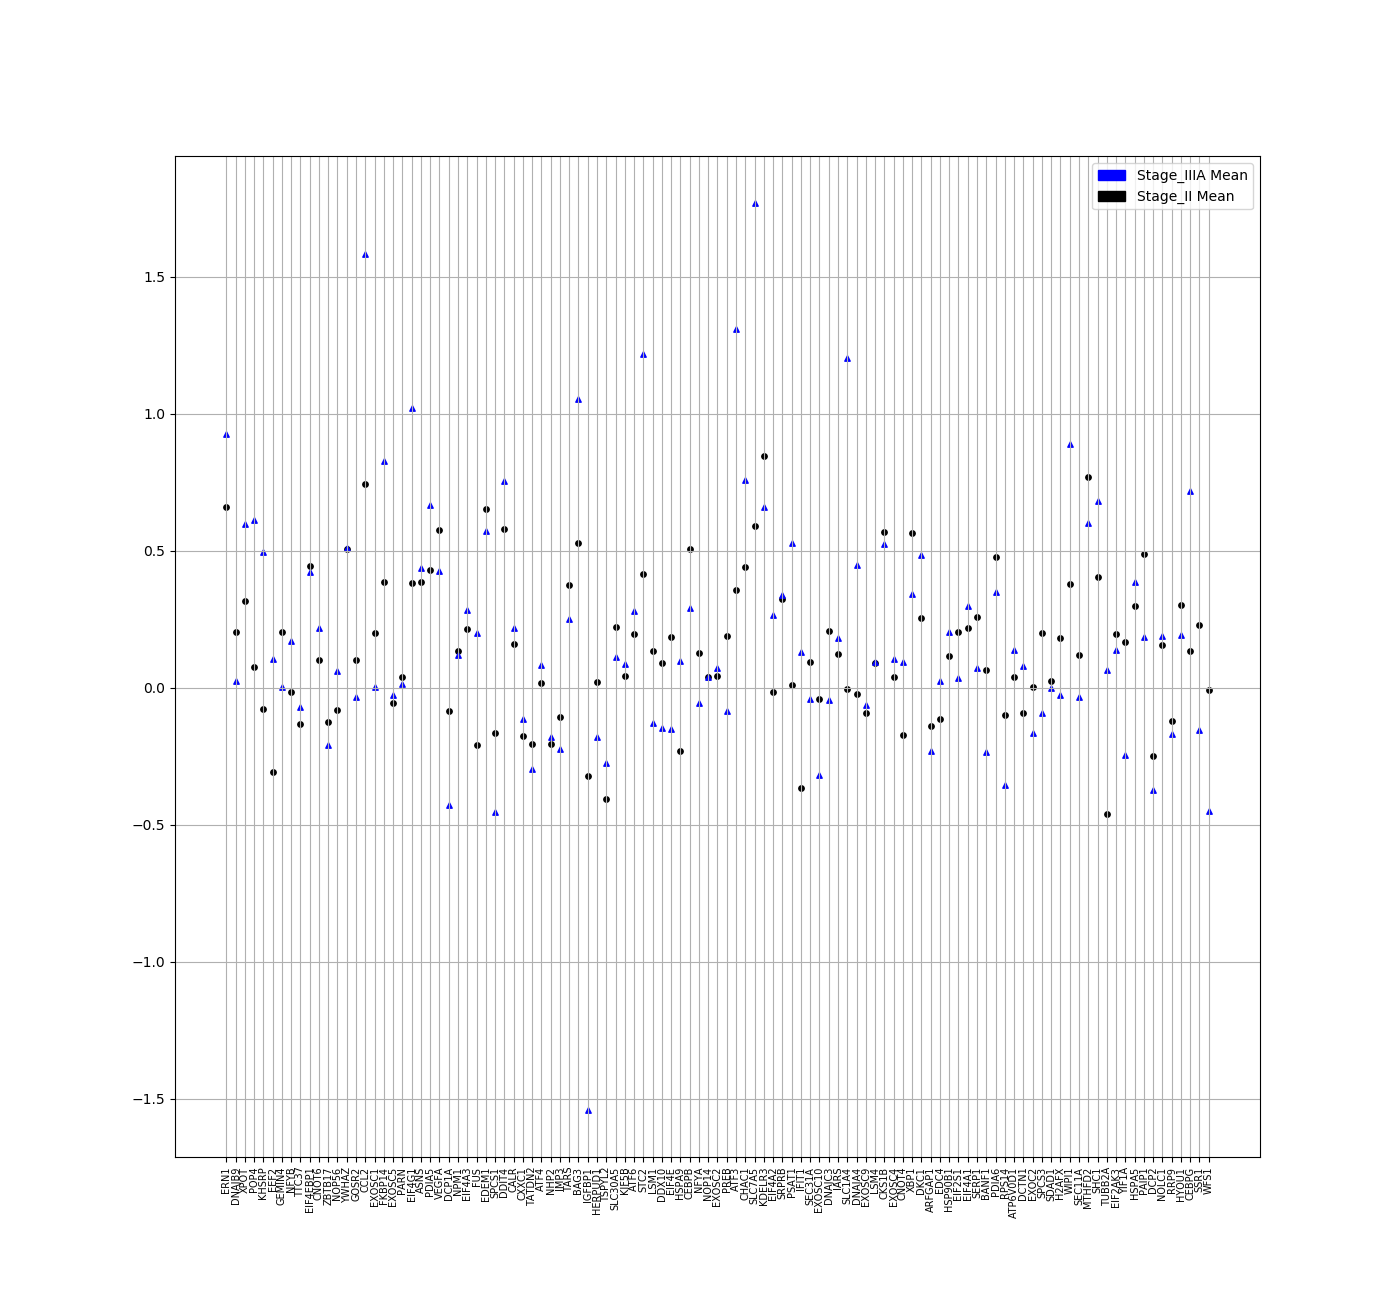 Stage_IIIA Mean
Stage_II Mean
1.5
1.0
0.5
0.0
−0.5
−1.0
−1.5
ERN1
DNAJB9
XPOT
POP4
KHSRP
EEF2
GEMIN4
NFYB
TTC37
EIF4EBP1
CNOT6
ZBTB17
NOP56
YWHAZ
GOSR2
EXOSC1
CCL2
FKBP14
EXOSC5
PARN
EIF4G1
ASNS
PDIA5
VEGFA
DCP1A
NPM1
EIF4A3
FUS
EDEM1
SPCS1
DDIT4
CALR
CXXC1
TATDN2
ATF4
NHP2
IMP3
TARS
BAG3
IGFBP1
HERPUD1
TSPYL2
SLC30A5
KIF5B
ATF6
STC2
LSM1
DDX10
EIF4E
HSPA9
CEBPB
NFYA
NOP14
EXOSC2
PREB
ATF3
CHAC1
SLC7A5
KDELR3
EIF4A2
SRPRB
PSAT1
IFIT1
SEC31A
EXOSC10
DNAJC3
IARS
SLC1A4
DNAJA4
EXOSC9
LSM4
CKS1B
EXOSC4
CNOT4
XBP1
DKC1
ARFGAP1
EDC4
HSP90B1
EIF2S1
EIF4A1
SERP1
BANF1
PDIA6
RPS14
ATP6V0D1
DCTN1
EXOC2
SPCS3
SDAD1
H2AFX
WIPI1
SEC11A
MTHFD2
SHC1
TUBB2A
EIF2AK3
YIF1A
HSPA5
PAIP1
DCP2
NOLC1
RRP9
HYOU1
CEBPG
SSR1
WFS1